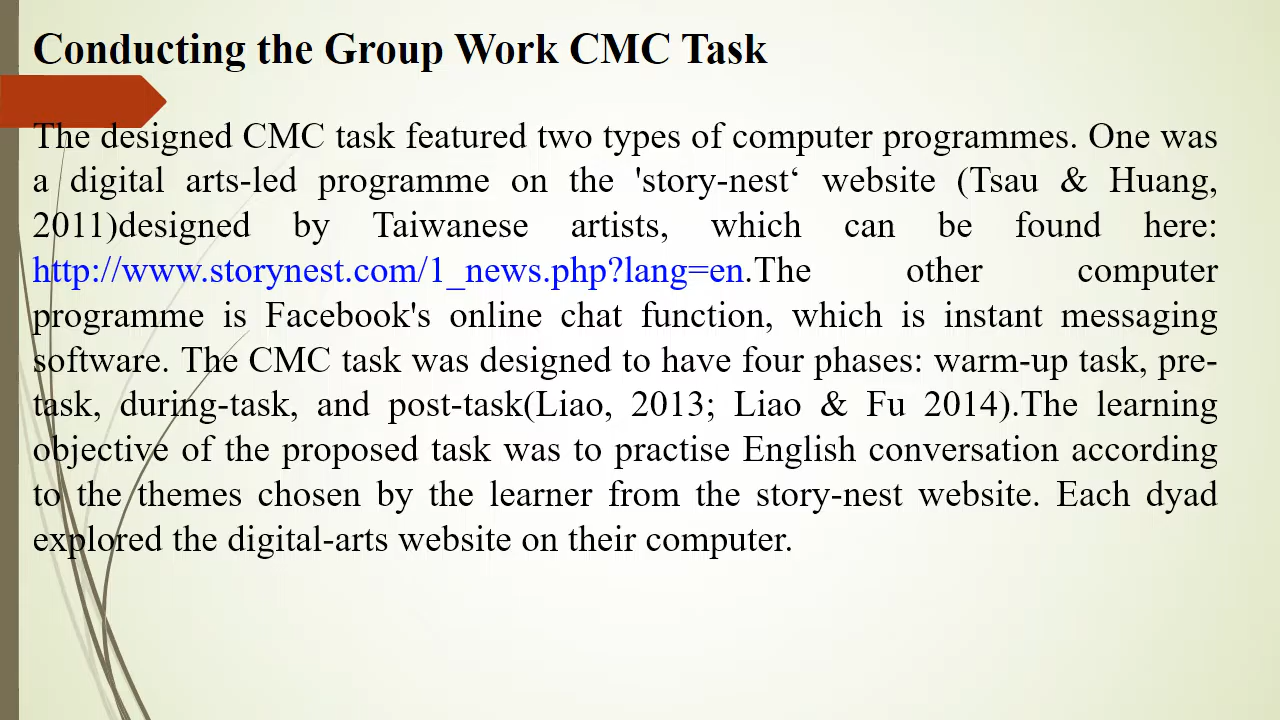 Conducting the Group Work CMC Task
The designed CMC task featured two types of computer programmes. One was
a digital arts-led programme on the 'story-nest‘ website (Tsau & Huang,
2011)designed by Taiwanese artists, which can be found here:
http://www.storynest.com/1_news.php?lang=en.The other computer
programme is Facebook's online chat function, which is instant messaging
software. The CMC task was designed to have four phases: warm-up task, pre-
task, during-task, and post-task(Liao, 2013; Liao & Fu 2014).The learning
objective of the proposed task was to practise English conversation according
to the themes chosen by the learner from the story-nest website. Each dyad
explored the digital-arts website on their computer.